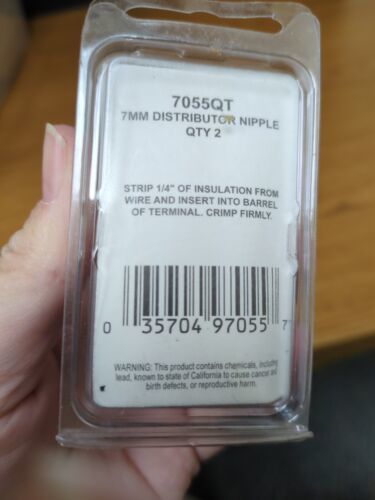 7055QT
7MM DISTRIBUTOR NIPPLE
QTY 2
STRIP 1/4" OF INSULATION FROM
WIRE AND INSERT INTO BARREL
OF TERMINAL. CRIMP FIRMLY.
0 35704 97055 7
WARNING: This product contains chemicals, including
lead, known to state of California to cause cancer and
birth defects, or reproductive harm.